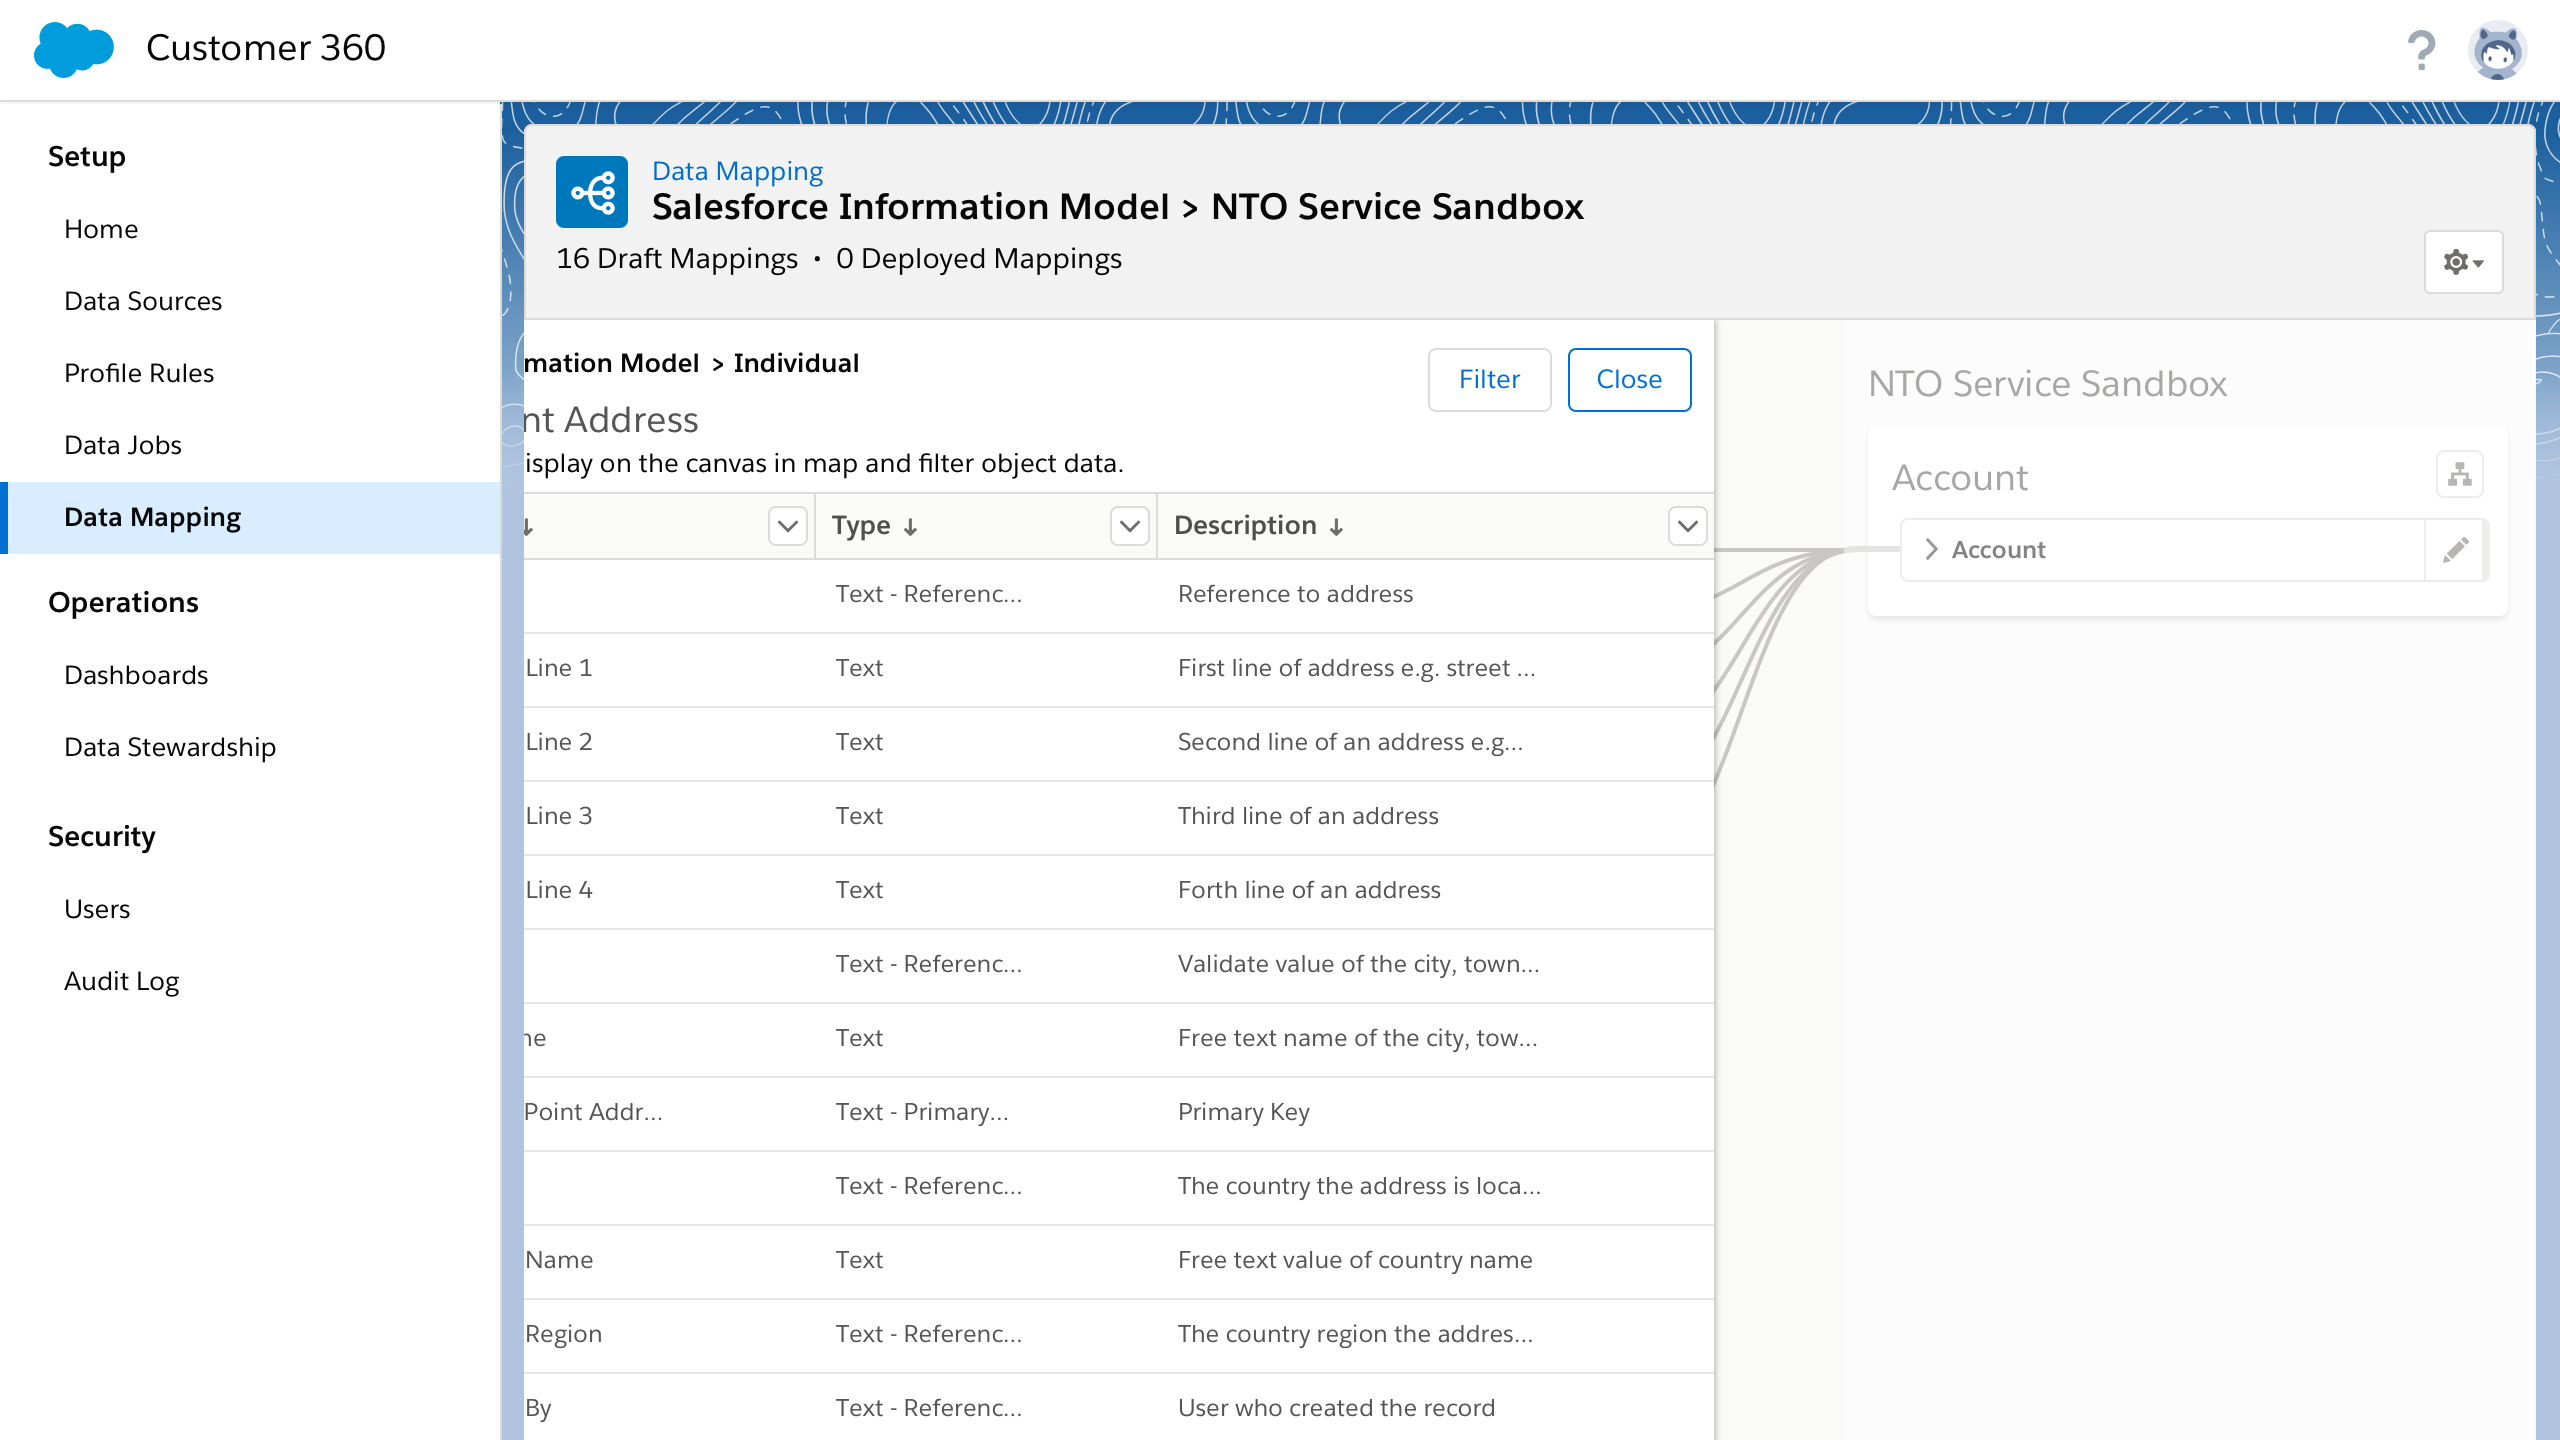 Customer 360
?
Setup
Home
Data Sources
Profile Rules
Data Jobs
Data Mapping
Operations
Dashboards
Data Stewardship
Security
Users
Audit Log
Data Mapping
Salesforce Information Model > NTO Service Sandbox
16 Draft Mappings • 0 Deployed Mappings
mation Model > Individual
Filter
Close
nt Address
isplay on the canvas in map and filter object data.
Type
Description
Text - Referenc...
Reference to address
Line 1
Text
First line of address e.g. street ...
Line 2
Text
Second line of an address e.g...
Line 3
Text
Third line of an address
Line 4
Text
Forth line of an address
Text - Referenc...
Validate value of the city, town...
ne
Text
Free text name of the city, tow...
Point Addr...
Text - Primary...
Primary Key
Text - Referenc...
The country the address is loca...
Name
Text
Free text value of country name
Region
Text - Referenc...
The country region the addres...
By
Text - Referenc...
User who created the record
NTO Service Sandbox
Account
Account